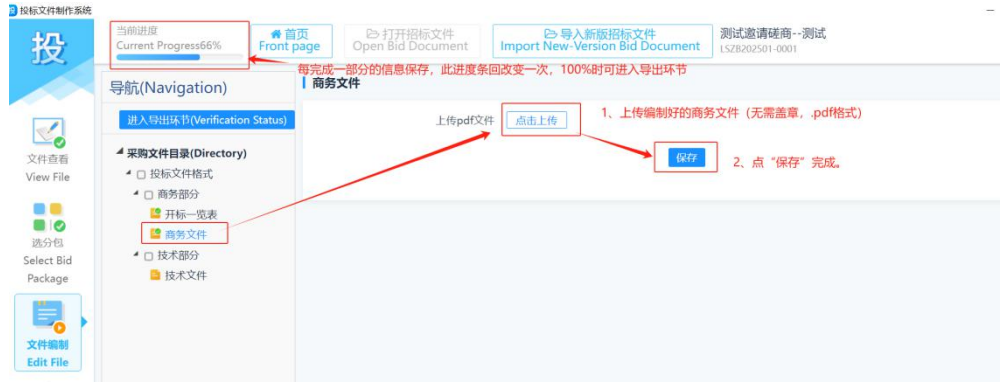 投标文件制作系统
投
当前进度
Current Progress66%
首页
Front page
打开招标文件
Open Bid Document
导入新版招标文件
Import New-Version Bid Document
测试邀请磋商--测试
LSZB202501-0001
每完成一部分的信息保存，此进度条回改变一次，100%时可进入导出环节
导航(Navigation)
进入导出环节(Verification Status)
采购文件目录(Directory)
投标文件格式
商务部分
开标一览表
商务文件
技术部分
技术文件
商务文件
上传pdf文件
点击上传
1、上传编制好的商务文件（无需盖章，.pdf格式）
保存
2、点“保存”完成。
文件查看
View File
选分包
Select Bid
Package
文件编制
Edit File